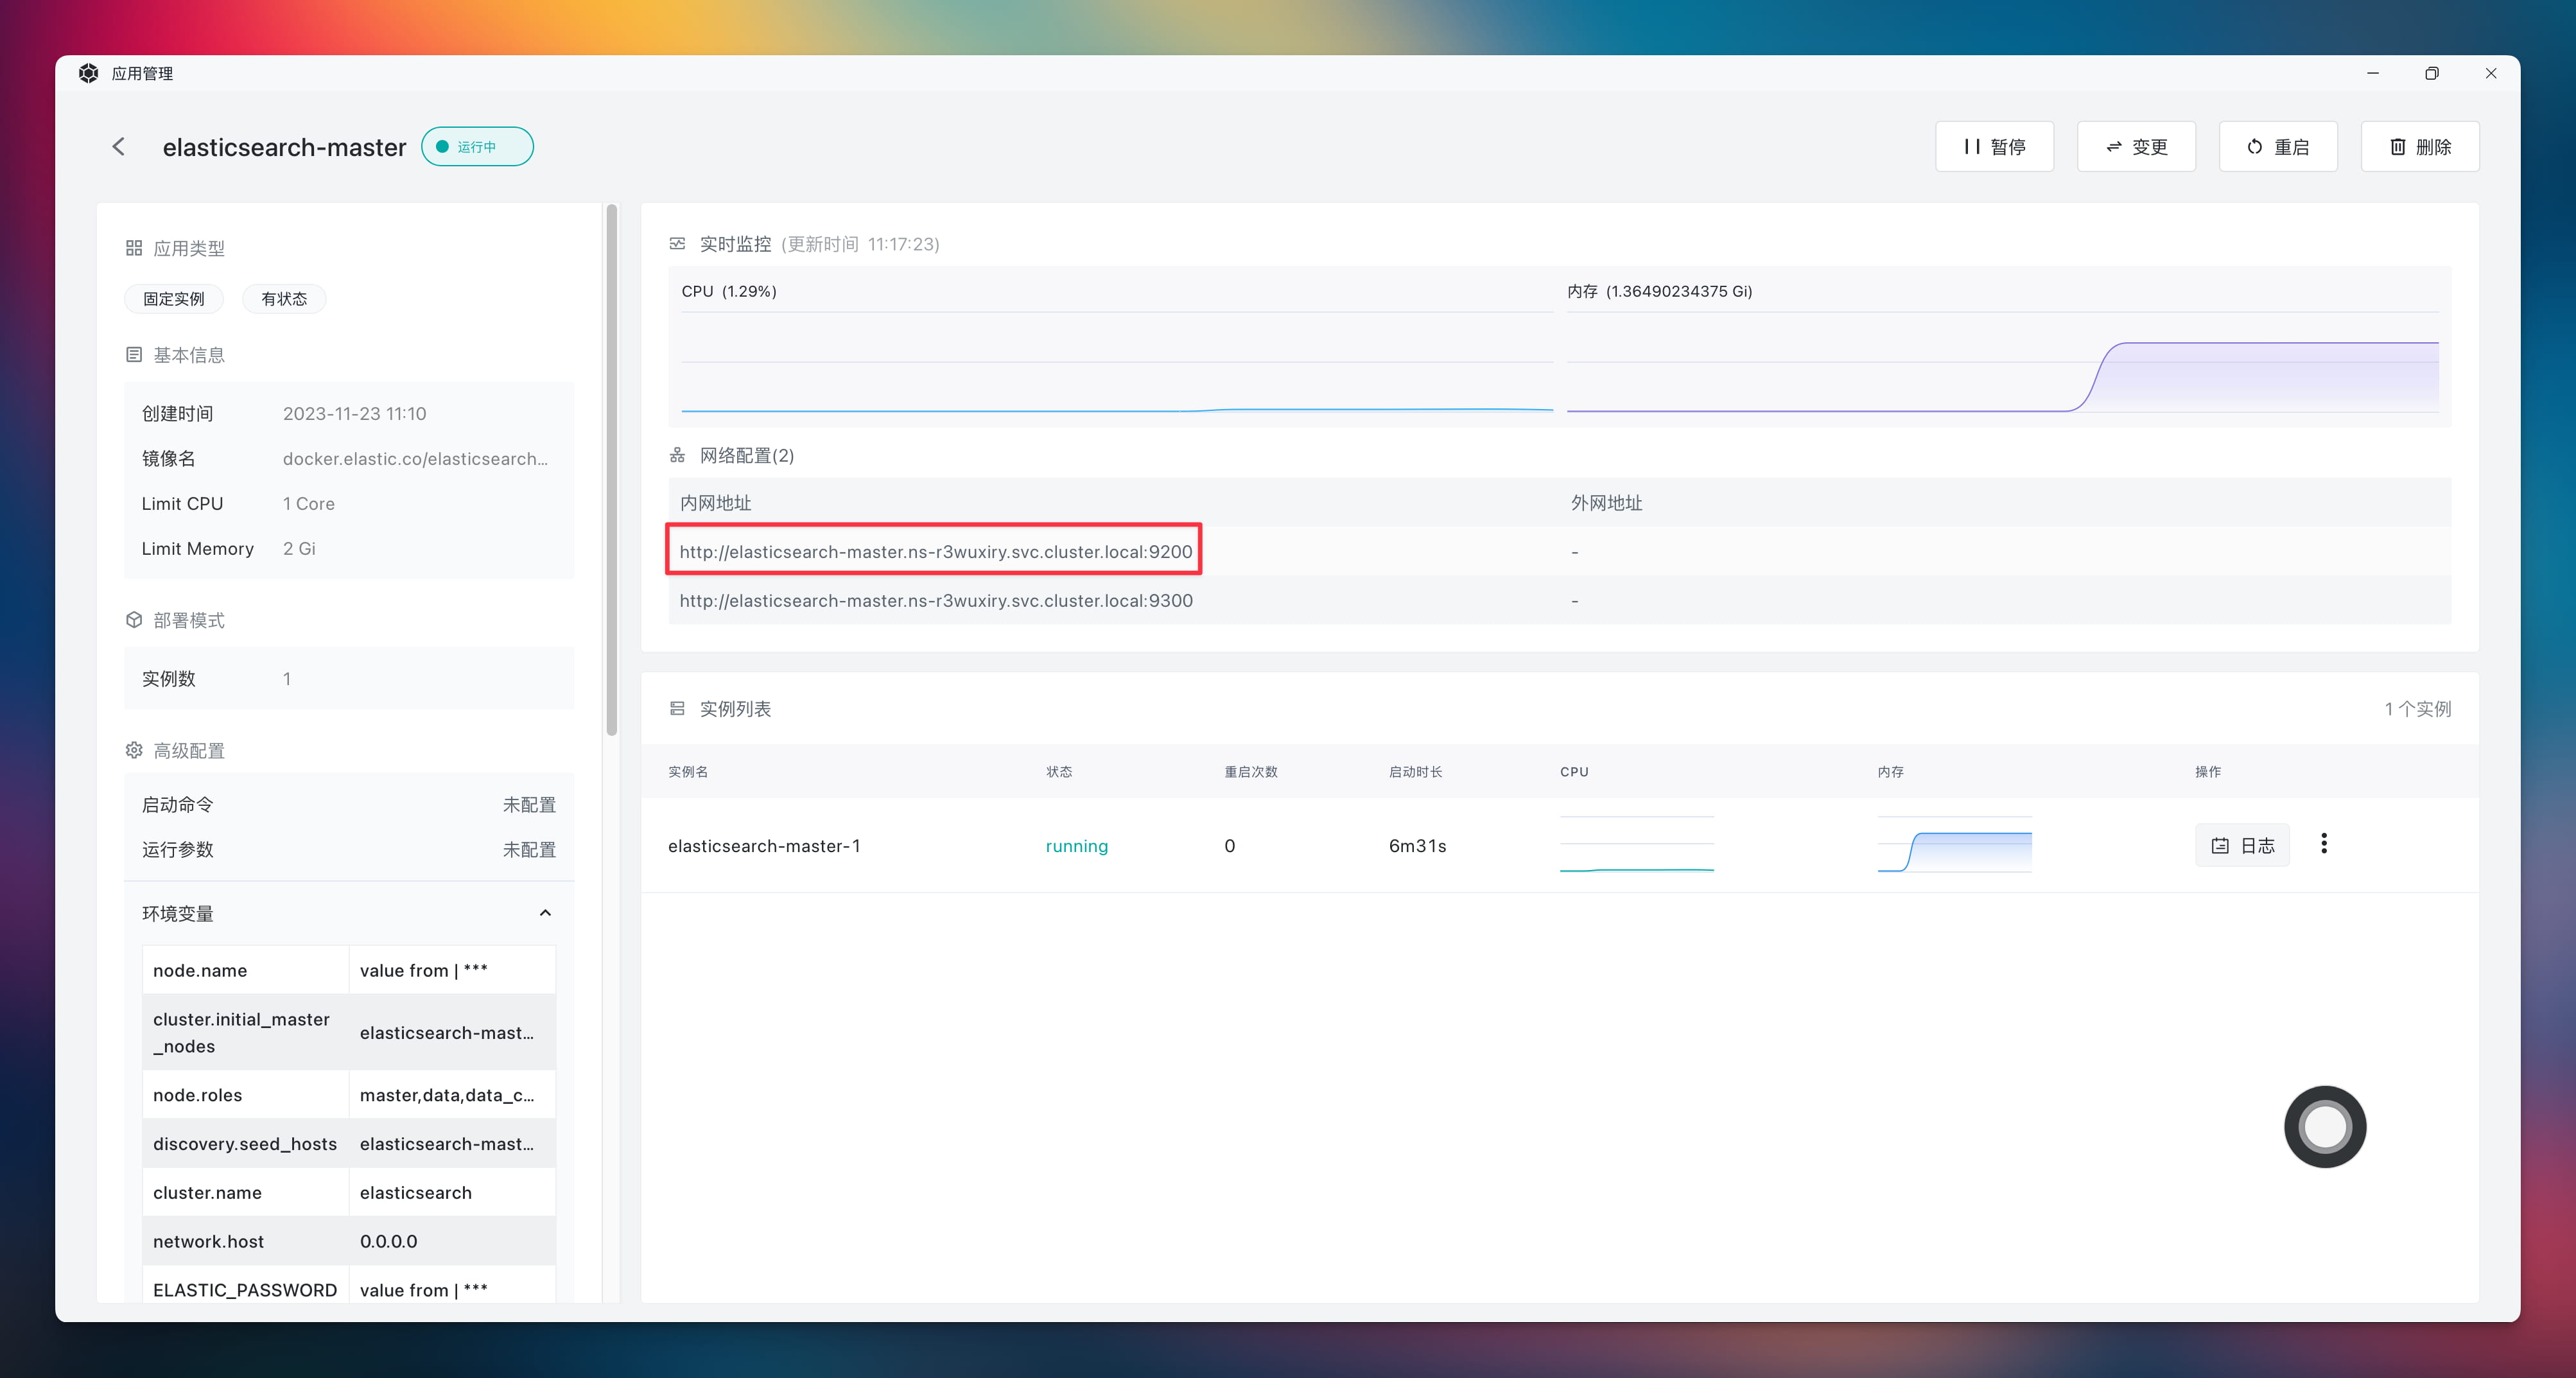 应用管理
elasticsearch-master
运行中
暂停
变更
重启
删除
应用类型
固定实例
有状态
基本信息
创建时间 2023-11-23 11:10
镜像名 docker.elastic.co/elasticsearch...
Limit CPU 1 Core
Limit Memory 2 Gi
部署模式
实例数 1
高级配置
启动命令 未配置
运行参数 未配置
环境变量
node.name value from | ***
cluster.initial_master
_nodes
elasticsearch-mast...
node.roles master,data,data_c...
discovery.seed_hosts elasticsearch-mast...
cluster.name elasticsearch
network.host 0.0.0.0
ELASTIC_PASSWORD value from | ***
实时监控 (更新时间 11:17:23)
CPU (1.29%)
内存 (1.36490234375 Gi)
网络配置(2)
内网地址 外网地址
http://elasticsearch-master.ns-r3wuxiry.svc.cluster.local:9200 -
http://elasticsearch-master.ns-r3wuxiry.svc.cluster.local:9300 -
实例列表
1 个实例
实例名 状态 重启次数 启动时长 CPU 内存 操作
elasticsearch-master-1 running 0 6m31s 日志